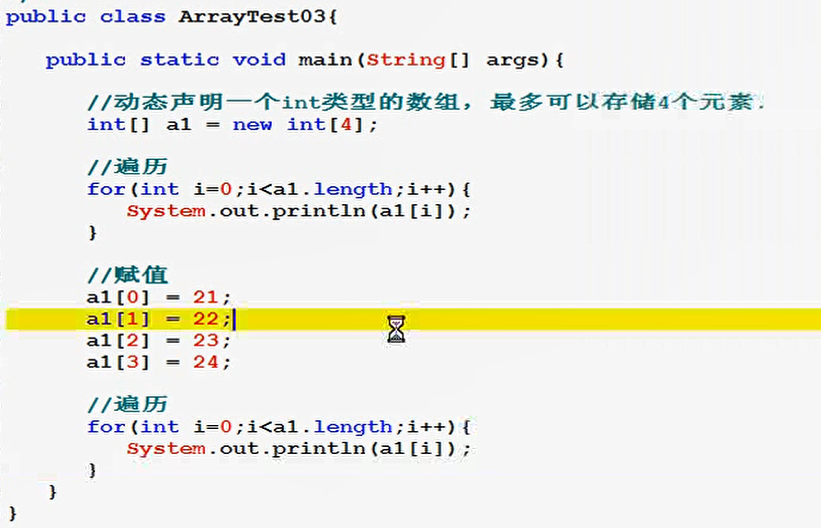 public class ArrayTest03{
public static void main(String[] args){
//动态声明一个int类型的数组，最多可以存储4个元素.
int[] a1 = new int[4];
//遍历
for(int i=0;i<a1.length;i++){
System.out.println(a1[i]);
}
//赋值
a1[0] = 21;
a1[1] = 22;
a1[2] = 23;
a1[3] = 24;
//遍历
for(int i=0;i<a1.length;i++){
System.out.println(a1[i]);
}
}
}